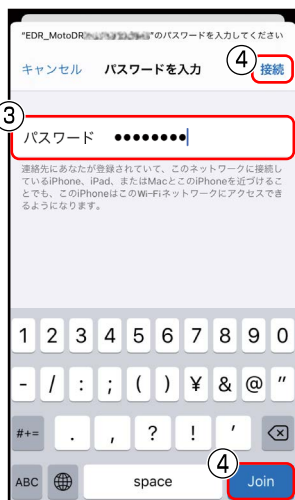 "EDR_MotoDR"のパスワードを入力してください
キャンセル パスワードを入力 ④ 接続
③
パスワード ●●●●●●●●
連絡先にあなたが登録されていて、このネットワークに接続し
ているiPhone、iPad、またはMacとこのiPhoneを近づけるこ
とでも、このiPhoneはこのWi-Fiネットワークにアクセスでき
るようになります。
1 2 3 4 5 6 7 8 9 0
- / : ; ( ) ¥ & @ "
#+= . , ? ! '
④
ABC space Join